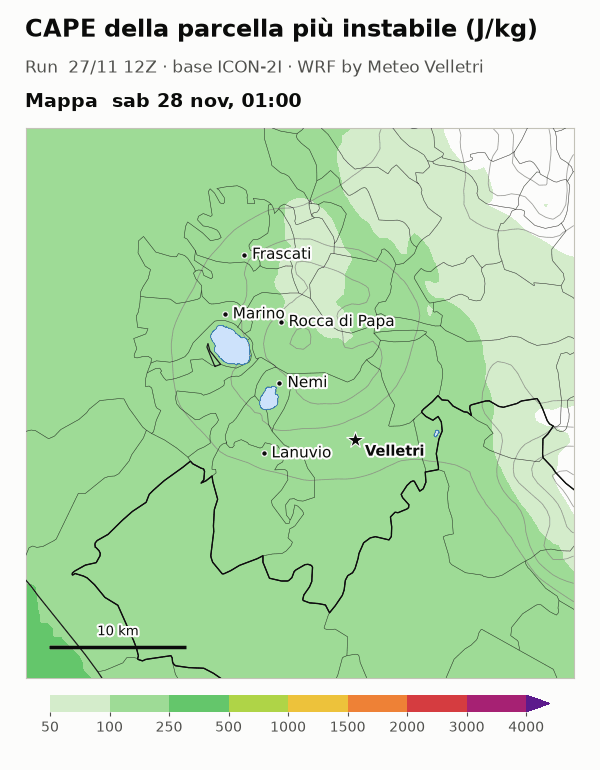 CAPE della parcella più instabile (J/kg)
Run  27/11 12Z · base ICON-2I · WRF by Meteo Velletri
Mappa  sab 28 nov, 01:00
Frascati
Marino
Rocca di Papa
Nemi
Lanuvio
Velletri
10 km
50 100 250 500 1000 1500 2000 3000 4000